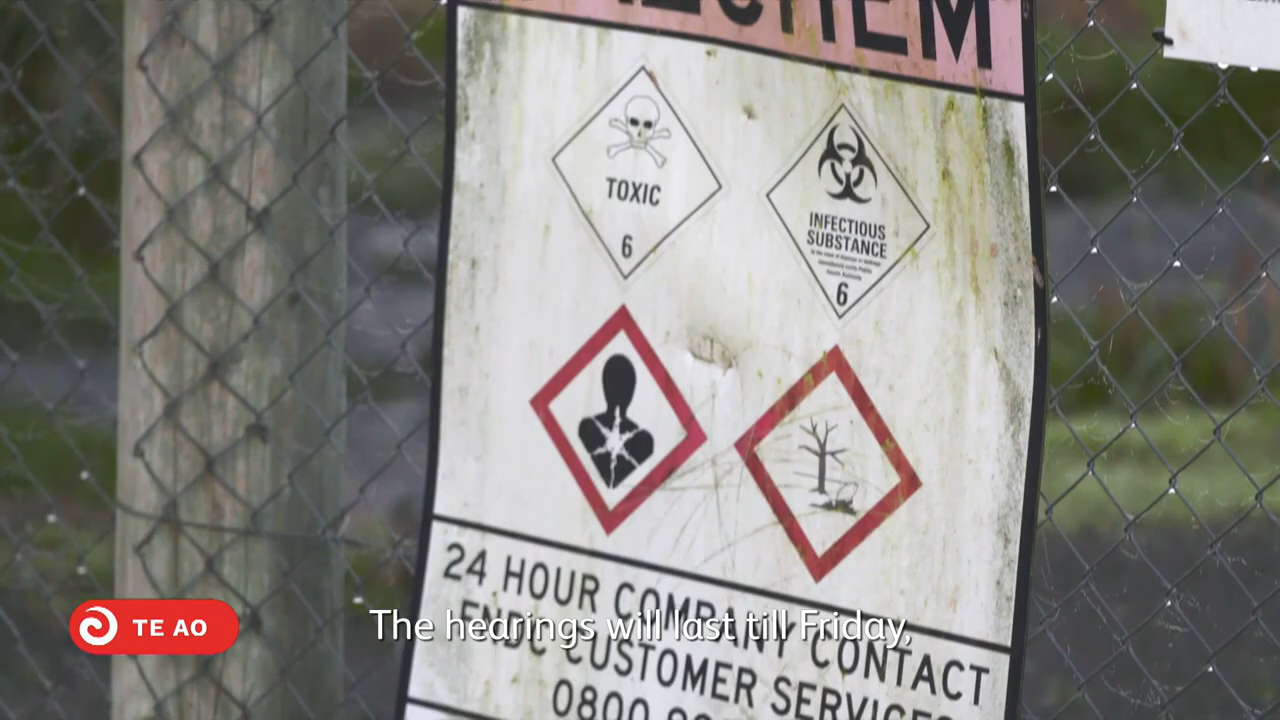 TOXIC
6
INFECTIOUS
SUBSTANCE
6
24 HOUR COMPANY CONTACT
CUSTOMER SERVICES
0800
TE AO
The hearings will last till Friday,